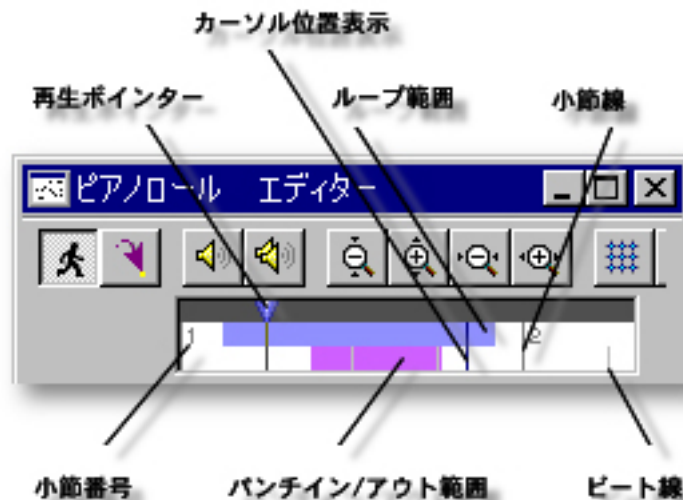 カーソル位置表示
再生ポインター ループ範囲 小節線
ピアノロール エディター
1 2
小節番号 パンチイン/アウト範囲 ビート線